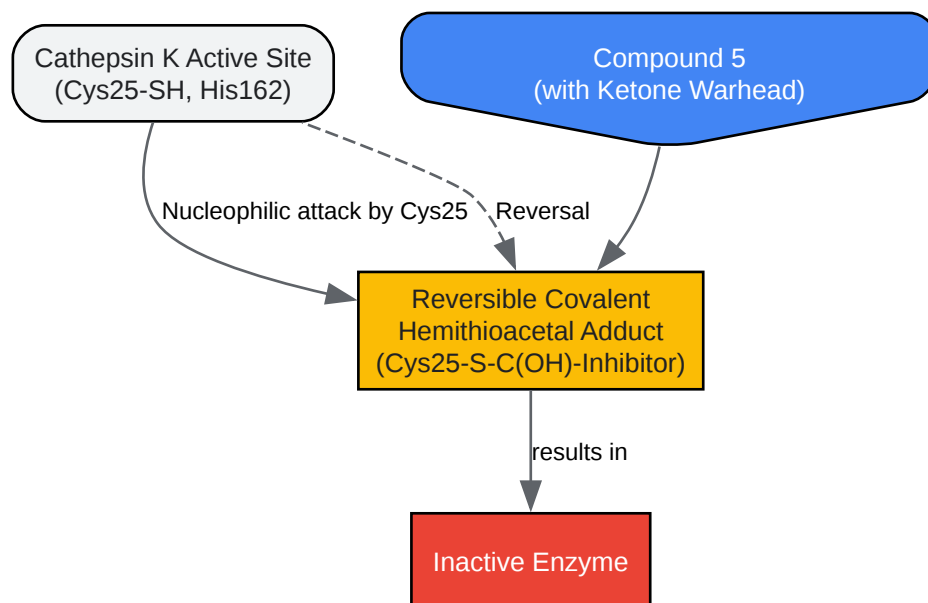 Cathepsin K Active Site
(Cys25-SH, His162)
Compound 5
(with Ketone Warhead)
Nucleophilic attack by Cys25
Reversal
Reversible Covalent
Hemithioacetal Adduct
(Cys25-S-C(OH)-Inhibitor)
results in
Inactive Enzyme